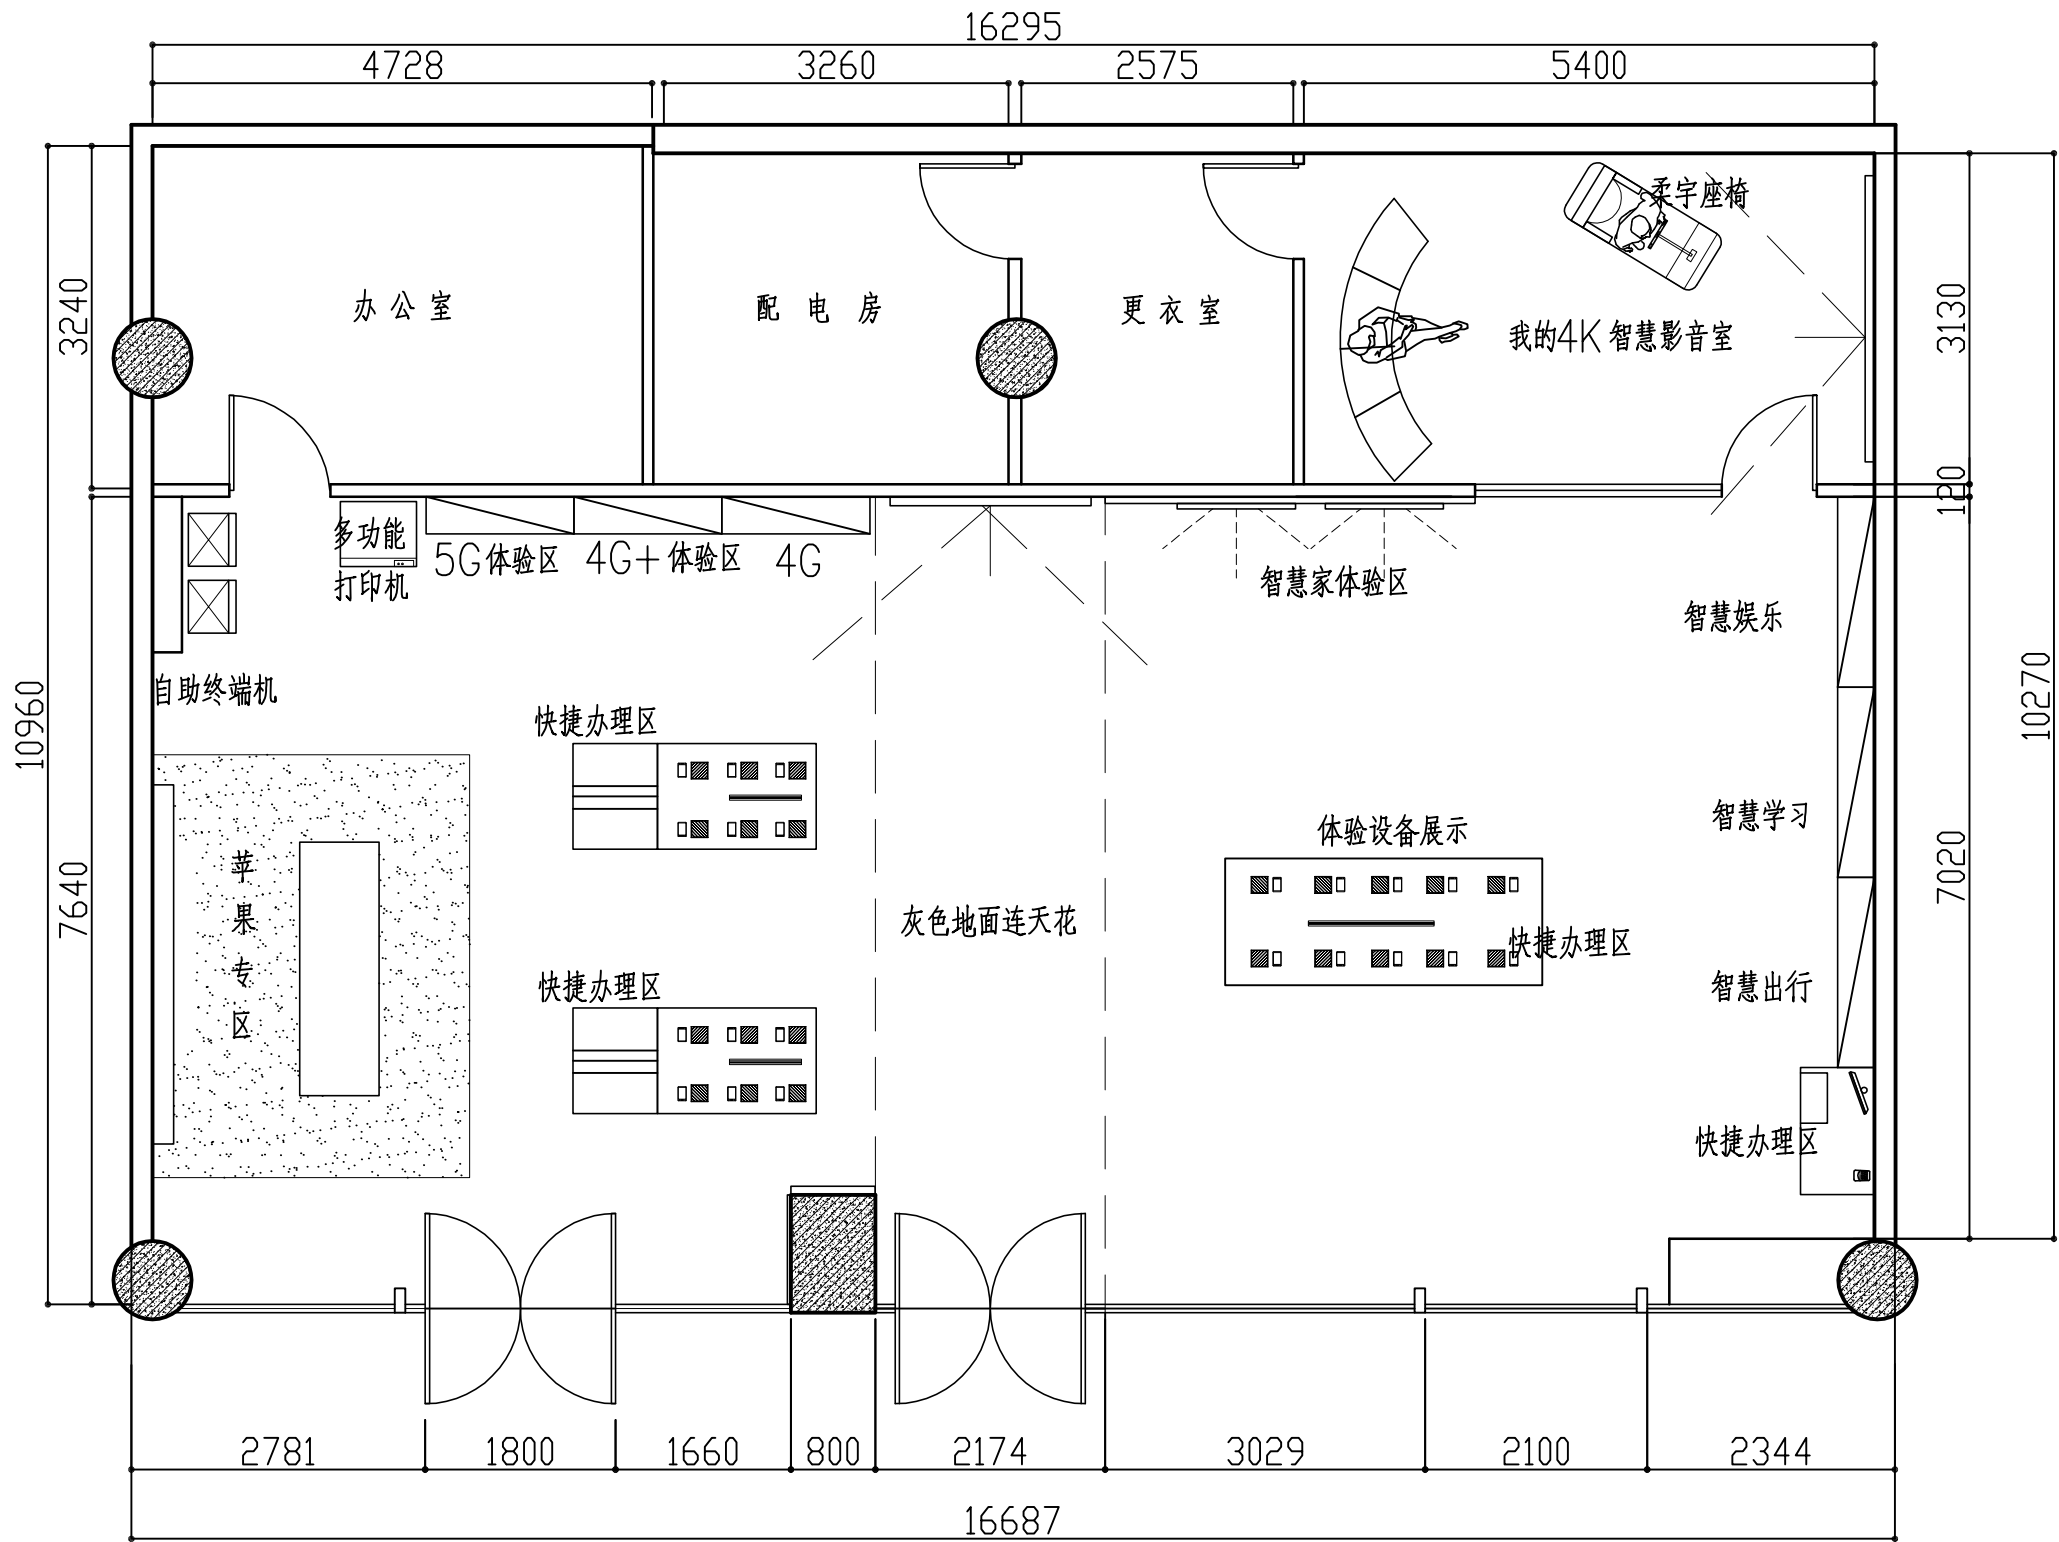 16295
4728
3260
2575
5400
柔宇座椅
办公室
配电房
更衣室
我的4K智慧影音室
3240
3130
120
多功能
打印机
5G体验区
4G+体验区
4G
智慧家体验区
智慧娱乐
自助终端机
快捷办理区
10960
10270
7640
7020
苹果专区
体验设备展示
智慧学习
灰色地面连天花
快捷办理区
快捷办理区
智慧出行
快捷办理区
2781
1800
1660
800
2174
3029
2100
2344
16687